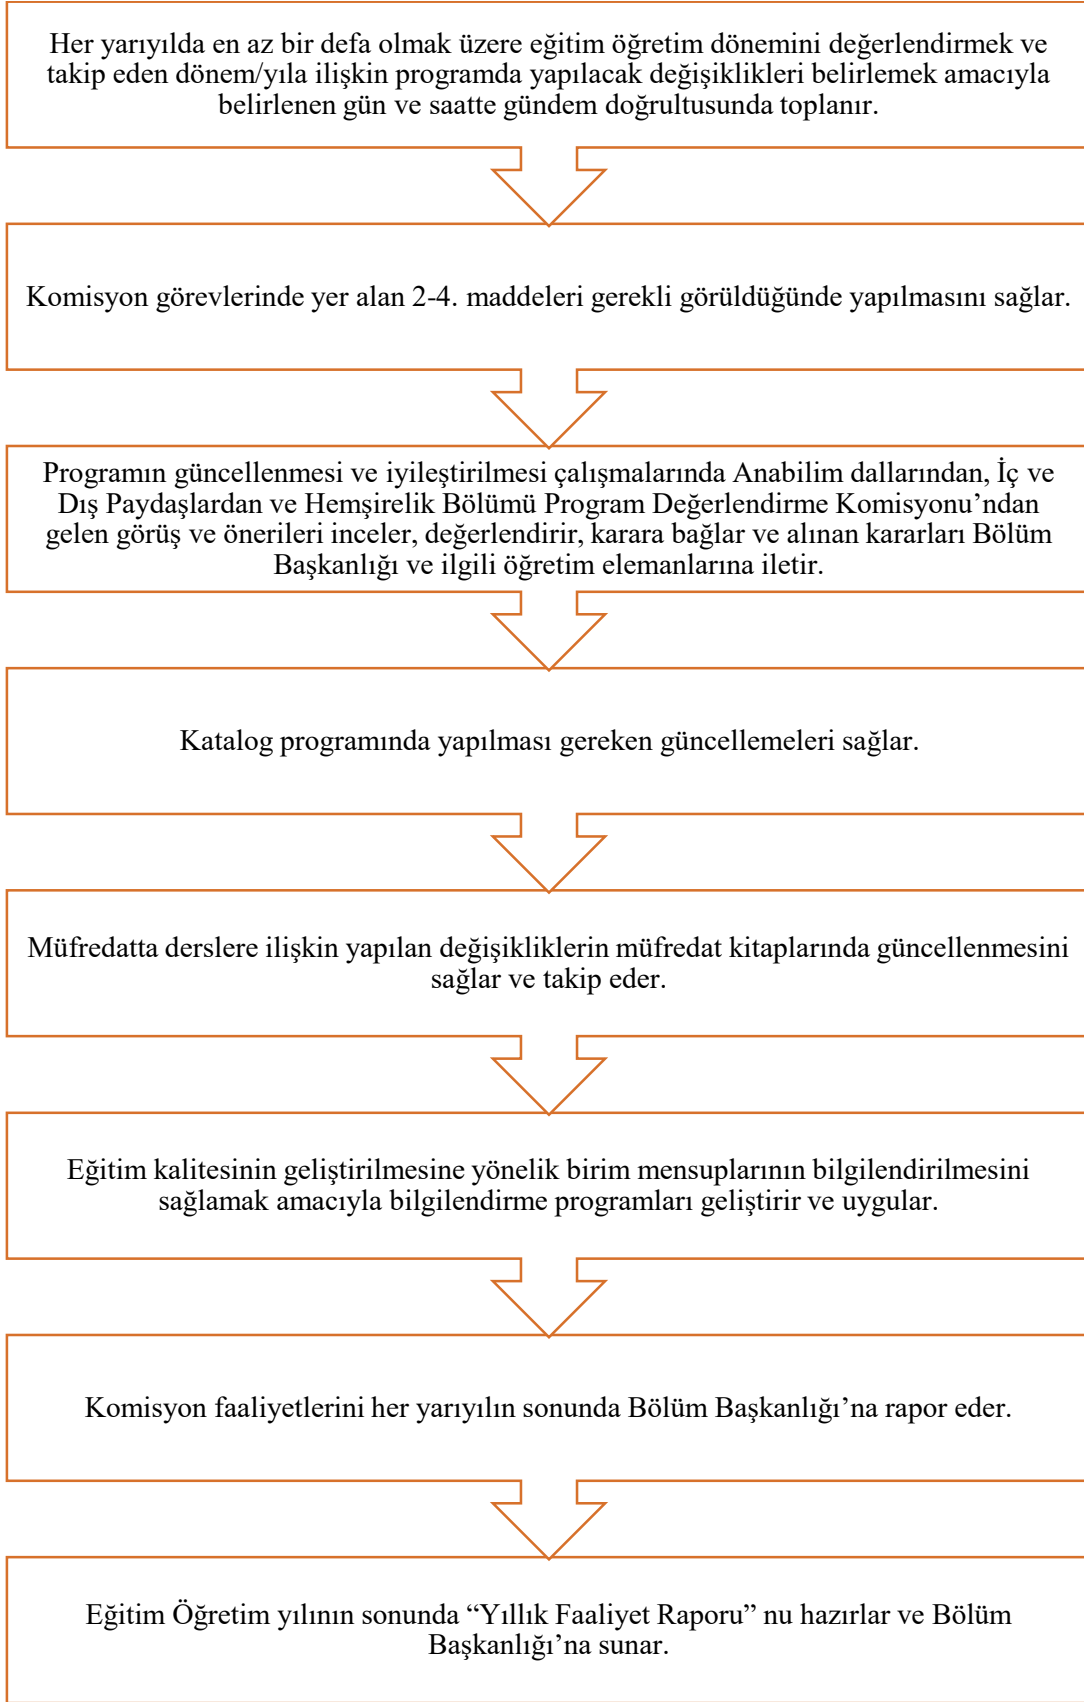 Her yarıyılda en az bir defa olmak üzere eğitim öğretim dönemini değerlendirmek ve
takip eden dönem/yıla ilişkin programda yapılacak değişiklikleri belirlemek amacıyla
belirlenen gün ve saatte gündem doğrultusunda toplanır.
Komisyon görevlerinde yer alan 2-4. maddeleri gerekli görüldüğünde yapılmasını sağlar.
Programın güncellenmesi ve iyileştirilmesi çalışmalarında Anabilim dallarından, İç ve
Dış Paydaşlardan ve Hemşirelik Bölümü Program Değerlendirme Komisyonu’ndan
gelen görüş ve önerileri inceler, değerlendirir, karara bağlar ve alınan kararları Bölüm
Başkanlığı ve ilgili öğretim elemanlarına iletir.
Katalog programında yapılması gereken güncellemeleri sağlar.
Müfredatta derslere ilişkin yapılan değişikliklerin müfredat kitaplarında güncellenmesini
sağlar ve takip eder.
Eğitim kalitesinin geliştirilmesine yönelik birim mensuplarının bilgilendirilmesini
sağlamak amacıyla bilgilendirme programları geliştirir ve uygular.
Komisyon faaliyetlerini her yarıyılın sonunda Bölüm Başkanlığı’na rapor eder.
Eğitim Öğretim yılının sonunda “Yıllık Faaliyet Raporu” nu hazırlar ve Bölüm
Başkanlığı’na sunar.